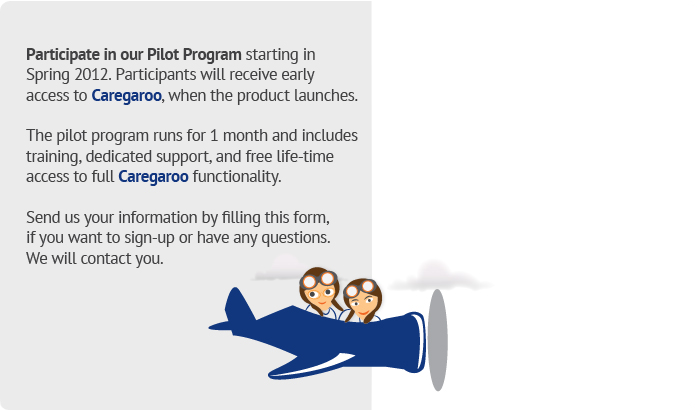 Participate in our Pilot Program starting in
Spring 2012. Participants will receive early
access to Caregaroo, when the product launches.
The pilot program runs for 1 month and includes
training, dedicated support, and free life-time
access to full Caregaroo functionality.
Send us your information by filling this form,
if you want to sign-up or have any questions.
We will contact you.